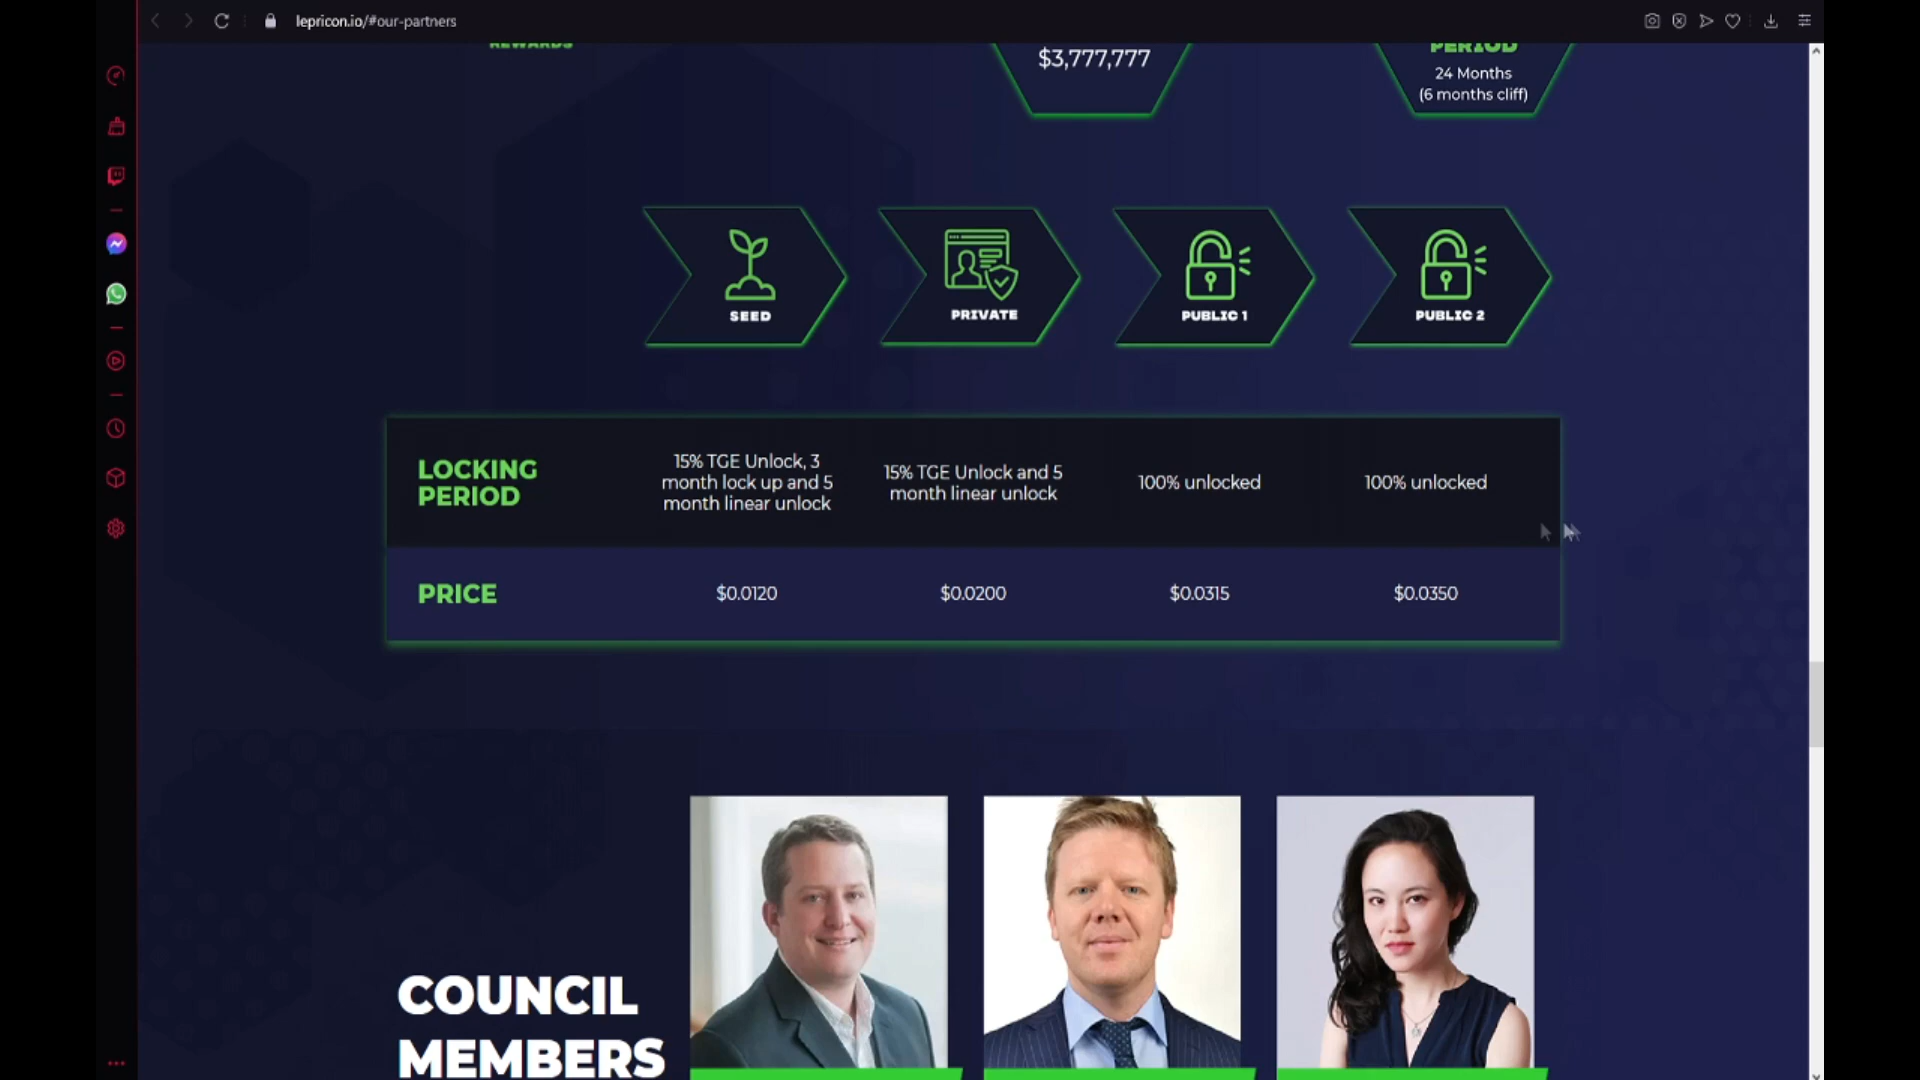 lepricon.io/#our-partners
REWARDS
$3,777,777
PERIOD
24 Months
(6 months cliff)
SEED
PRIVATE
PUBLIC 1
PUBLIC 2
LOCKING
PERIOD
15% TGE Unlock, 3
month lock up and 5
month linear unlock
15% TGE Unlock and 5
month linear unlock
100% unlocked
100% unlocked
PRICE
$0.0120
$0.0200
$0.0315
$0.0350
COUNCIL
MEMBERS